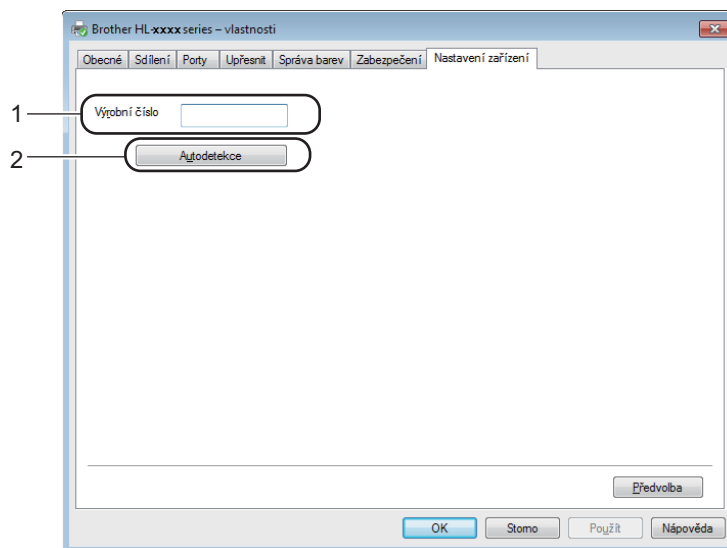 Brother HL-xxxx series – vlastnosti
Obecné Sdílení Porty Upřesnit Správa barev Zabezpečení Nastavení zařízení
1 Výrobní číslo
2 Autodetekce
Předvolba
OK Storno Použít Nápověda